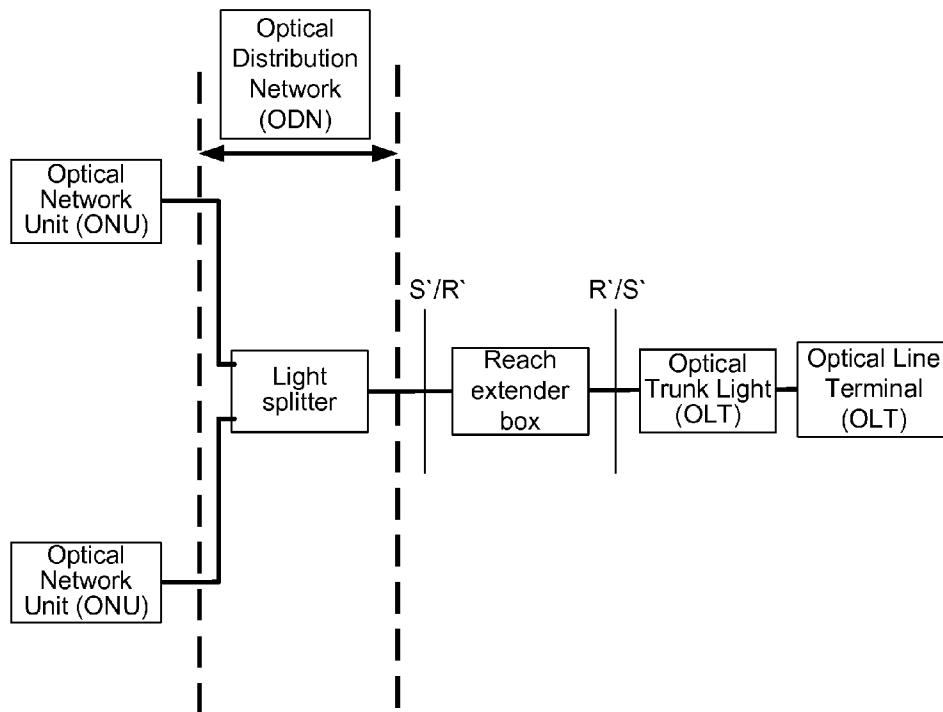 Optical
Distribution
Network
(ODN)
Optical
Network
Unit (ONU)
S`/R`
R`/S`
Light
splitter
Reach
extender
box
Optical
Trunk Light
(OLT)
Optical Line
Terminal
(OLT)
Optical
Network
Unit (ONU)